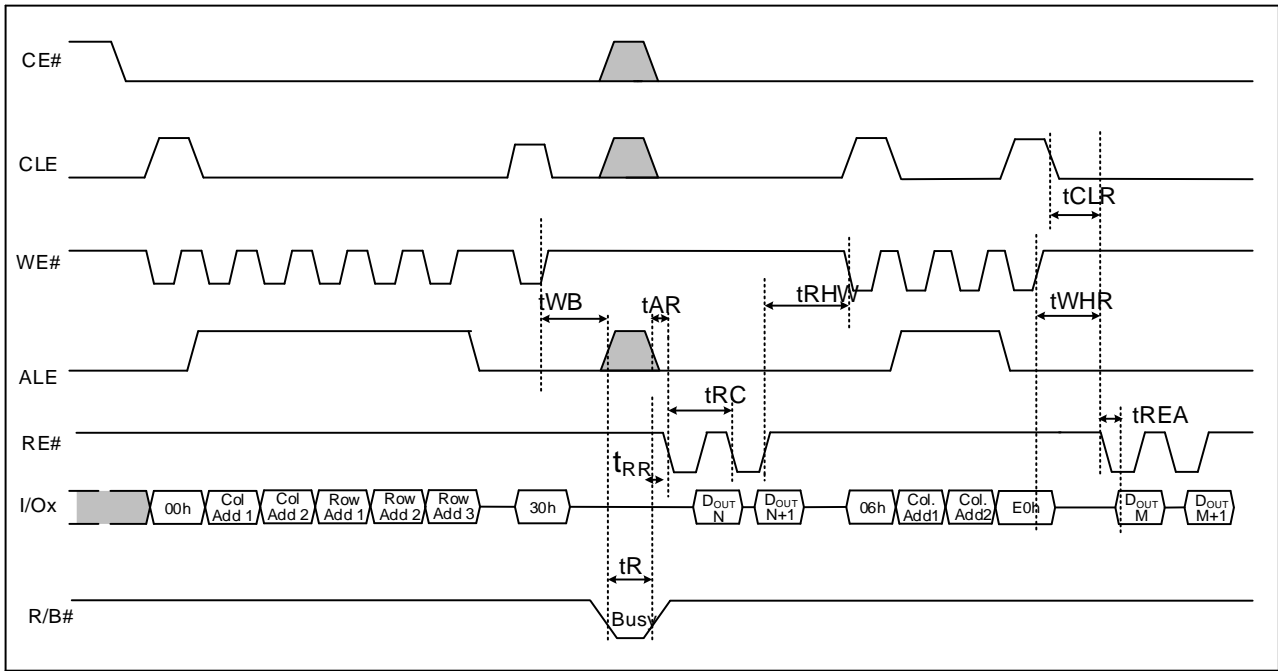 CE#
CLE
tCLR
WE#
tWB
tAR
tRHW
tWHR
ALE
tRC
tREA
RE#
tRR
I/Ox
00h
Col
Add 1
Col
Add 2
Row
Add 1
Row
Add 2
Row
Add 3
30h
DOUT
N
DOUT
N+1
06h
Col.
Add1
Col.
Add2
E0h
DOUT
M
DOUT
M+1
tR
R/B#
Busy